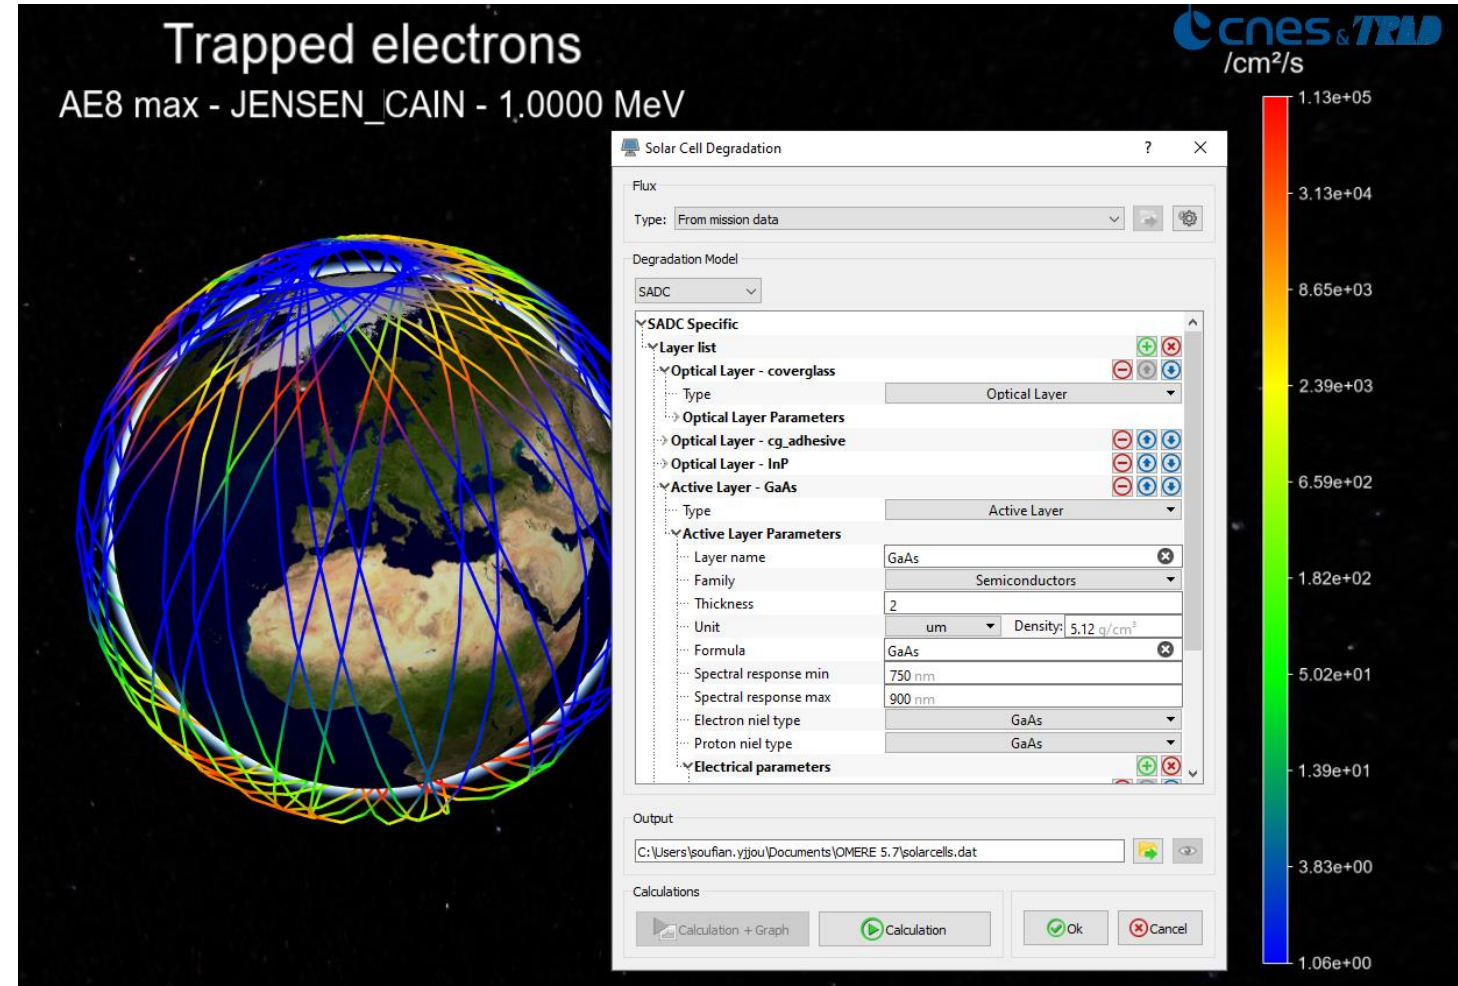 Trapped electrons
AE8 max - JENSEN_CAIN - 1.0000 MeV
cnes & TRAD
/cm²/s
1.13e+05
3.13e+04
8.65e+03
2.39e+03
6.59e+02
1.82e+02
5.02e+01
1.39e+01
3.83e+00
1.06e+00
Solar Cell Degradation
?
Flux
Type: From mission data
Degradation Model
SADC
SADC Specific
Layer list
Optical Layer - coverglass
Type Optical Layer
Optical Layer Parameters
Optical Layer - cg_adhesive
Optical Layer - InP
Active Layer - GaAs
Type Active Layer
Active Layer Parameters
Layer name GaAs
Family Semiconductors
Thickness 2
Unit um Density: 5.12 g/cm³
Formula GaAs
Spectral response min 750 nm
Spectral response max 900 nm
Electron niel type GaAs
Proton niel type GaAs
Electrical parameters
Output
C:\Users\soufian.yjjou\Documents\OMERE 5.7\solarcells.dat
Calculations
Calculation + Graph
Calculation
Ok
Cancel